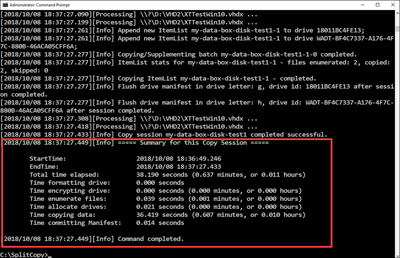 Administrator: Command Prompt
[2018/10/08 18:37:27.090][Processing] \\?\D:\VHD2\XTTestWin10.vhdx ...
[2018/10/08 18:37:27.199][Processing] \\?\D:\VHD2\XTTestWin10.vhdx ...
[2018/10/08 18:37:27.261][Info] Append new ItemList my-data-box-disk-test1-1 to drive 18011BC4FE13;
[2018/10/08 18:37:27.261][Info] Append new ItemList my-data-box-disk-test1-1 to drive WADT-BF4C7337-A176-4F
7C-880B-46ACA05CFF6A;
[2018/10/08 18:37:27.277][Info] Copying/Supplementing batch my-data-box-disk-test1-1-0 completed.
[2018/10/08 18:37:27.277][Info] ItemList stats for my-data-box-disk-test1-1 - files enumerated: 2, copied:
2, skipped: 0
[2018/10/08 18:37:27.277][Info] Copying ItemList my-data-box-disk-test1-1 - completed.
[2018/10/08 18:37:27.277][Info] Flush drive manifest in drive letter: g, drive id: 18011BC4FE13 after sessi
on completed.
[2018/10/08 18:37:27.277][Info] Flush drive manifest in drive letter: h, drive id: WADT-BF4C7337-A176-4F7C-
880B-46ACA05CFF6A after session completed.
[2018/10/08 18:37:27.308][Processing] \\?\D:\VHD2\XTTestWin10.vhdx ...
[2018/10/08 18:37:27.418][Processing] \\?\D:\VHD2\XTTestWin10.vhdx ...
[2018/10/08 18:37:27.433][Info] Copy session my-data-box-disk-test1 completed successful.
[2018/10/08 18:37:27.449][Info] ===== Summary for this Copy Session =====
StartTime: 2018/10/08 18:36:49.246
EndTime: 2018/10/08 18:37:27.433
Total time elapsed: 38.190 seconds (0.637 minutes, or 0.011 hours)
Time formatting drive: 0.000 seconds
Time encrypting drive: 0.000 seconds (0.000 minutes, or 0.000 hours)
Time enumerate files: 0.039 seconds (0.001 minutes, or 0.000 hours)
Time allocate drives: 0.021 seconds (0.000 minutes, or 0.000 hours)
Time copying data: 36.419 seconds (0.607 minutes, or 0.010 hours)
Time committing Manifest: 0.014 seconds
[2018/10/08 18:37:27.449][Info] Command completed.
C:\SplitCopy>